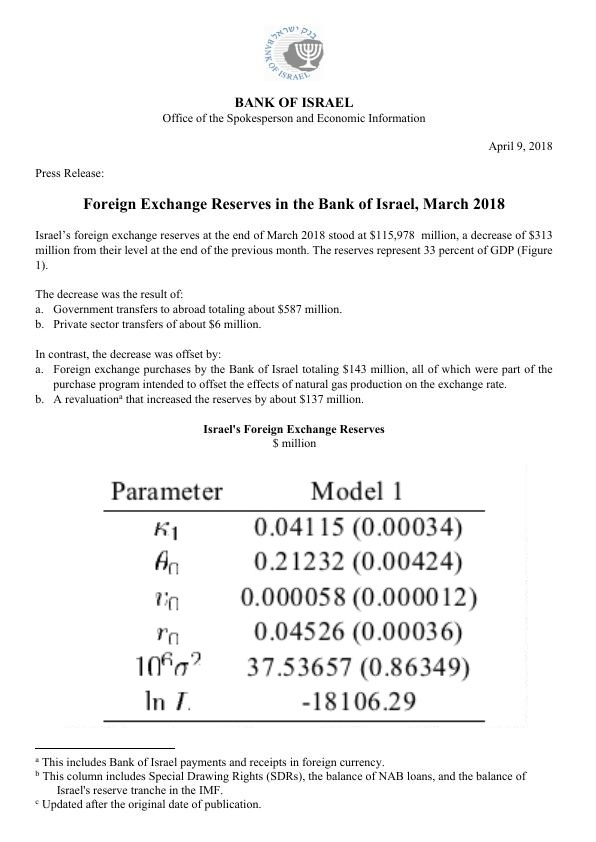 בנק ישראל
BANK OF ISRAEL
BANK OF ISRAEL
Office of the Spokesperson and Economic Information
April 9, 2018
Press Release:
Foreign Exchange Reserves in the Bank of Israel, March 2018
Israel's foreign exchange reserves at the end of March 2018 stood at $115,978 million, a decrease of $313
million from their level at the end of the previous month. The reserves represent 33 percent of GDP (Figure
1).
The decrease was the result of:
a. Government transfers to abroad totaling about $587 million.
b. Private sector transfers of about $6 million.
In contrast, the decrease was offset by:
a. Foreign exchange purchases by the Bank of Israel totaling $143 million, all of which were part of the
purchase program intended to offset the effects of natural gas production on the exchange rate.
b. A revaluationᵃ that increased the reserves by about $137 million.
Israel's Foreign Exchange Reserves
$ million
Parameter Model 1
κ₁ 0.04115 (0.00034)
A₀ 0.21232 (0.00424)
v₀ 0.000058 (0.000012)
r₀ 0.04526 (0.00036)
10⁶σ² 37.53657 (0.86349)
ln L -18106.29
ᵃ This includes Bank of Israel payments and receipts in foreign currency.
ᵇ This column includes Special Drawing Rights (SDRs), the balance of NAB loans, and the balance of
Israel's reserve tranche in the IMF.
ᶜ Updated after the original date of publication.